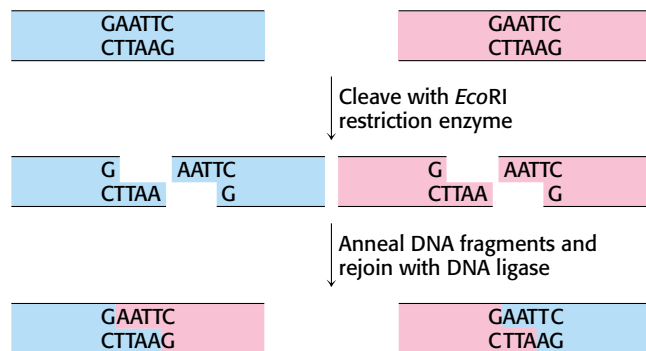 GAATTC GAATTC
CTTAAG CTTAAG
Cleave with EcoRI
restriction enzyme
G AATTC G AATTC
CTTAA G CTTAA G
Anneal DNA fragments and
rejoin with DNA ligase
GAATTC GAATTC
CTTAAG CTTAAG